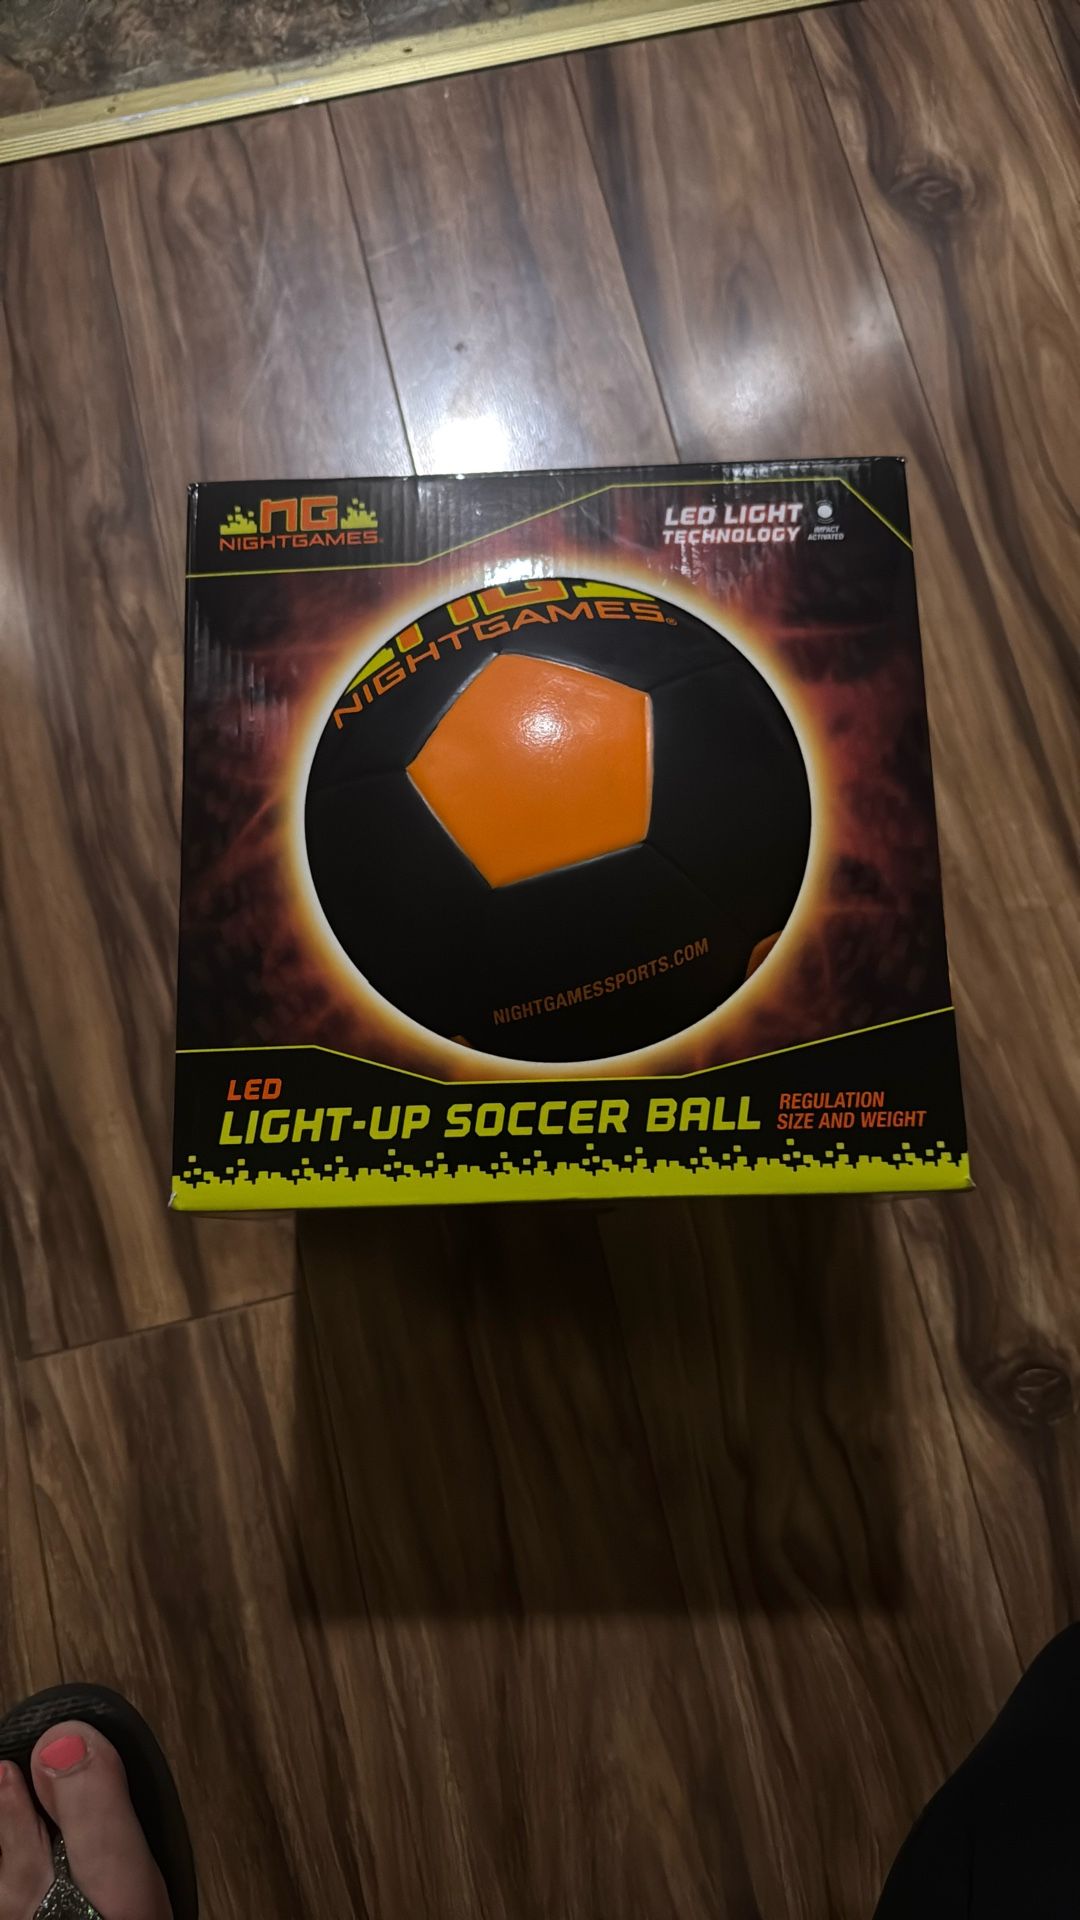 NG
NIGHTGAMES
LED LIGHT
TECHNOLOGY
IMPACT
ACTIVATED
NG
NIGHTGAMES®
NIGHTGAMESSPORTS.COM
LED
LIGHT-UP SOCCER BALL
REGULATION
SIZE AND WEIGHT